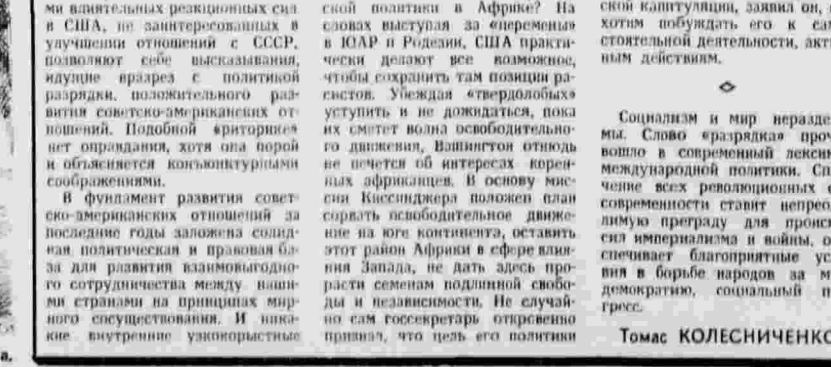 ми влиятельных реакционных сил
в США, не заинтересованных в
улучшении отношений с СССР,
позволяют себе высказывания,
идущие вразрез с политикой
разрядки, положительного раз-
вития советско-американских от-
ношений. Подобной «риторике»
нет оправдания, хотя она порой
и объясняется конъюнктурными
соображениями.
В фундамент развития совет-
ско-американских отношений за
последние годы заложена солид-
ная политическая и правовая ба-
за для развития взаимовыгодно-
го сотрудничества между наши-
ми странами на принципах мир-
ного сосуществования. И ника-
кие внутренние узкокорыстные
ской политики в Африке? На
словах выступая за «перемены»
в ЮАР и Родезии, США практи-
чески делают все возможное,
чтобы сохранить там позиции ра-
систов. Убеждая «твердолобых»
уступить и не дожидаться, пока
их сметет волна освободительно-
го движения, Вашингтон отнюдь
не печется об интересах корен-
ных африканцев. В основу мис-
сии Киссинджера положен план
сорвать освободительное движе-
ние на юге континента, оставить
этот район Африки в сфере влия-
ния Запада, не дать здесь про-
расти семенам подлинной свобо-
ды и независимости. Не случай-
но сам госсекретарь откровенно
признал, что цель его политики
ской капитуляции, заявил он,
хотим побуждать его к са
стоятельной деятельности, акт
ным действиям.
Социализм и мир неразде
мы. Слово «разрядка» проч
вошло в современный лексик
международной политики. Сп
чение всех революционных
современности ставит непрео
лимую преграду для происк
сил империализма и войны, о
спечивает благоприятные ус
вия в борьбе народов за м
демократию, социальный п
гресс.
Томас КОЛЕСНИЧЕНКО
а.